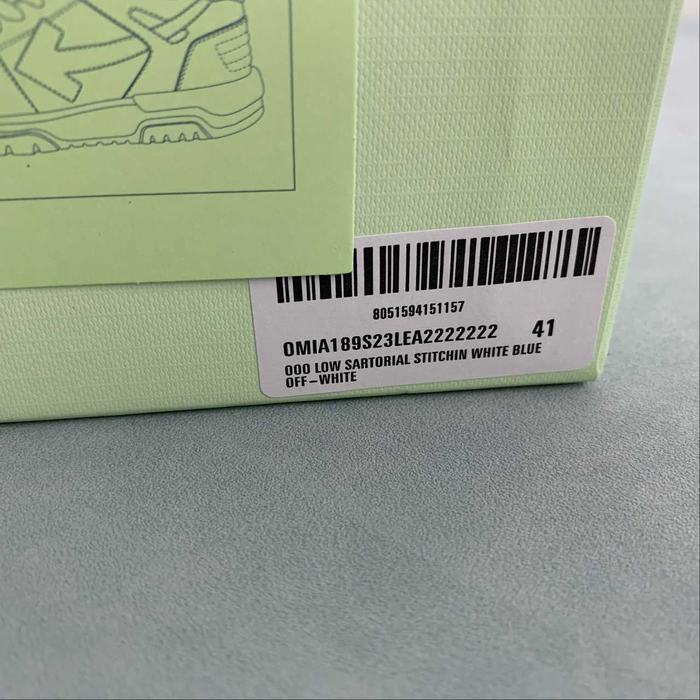 8051594151157
OMIA189S23LEA2222222 41
OOO LOW SARTORIAL STITCHIN WHITE BLUE
OFF-WHITE